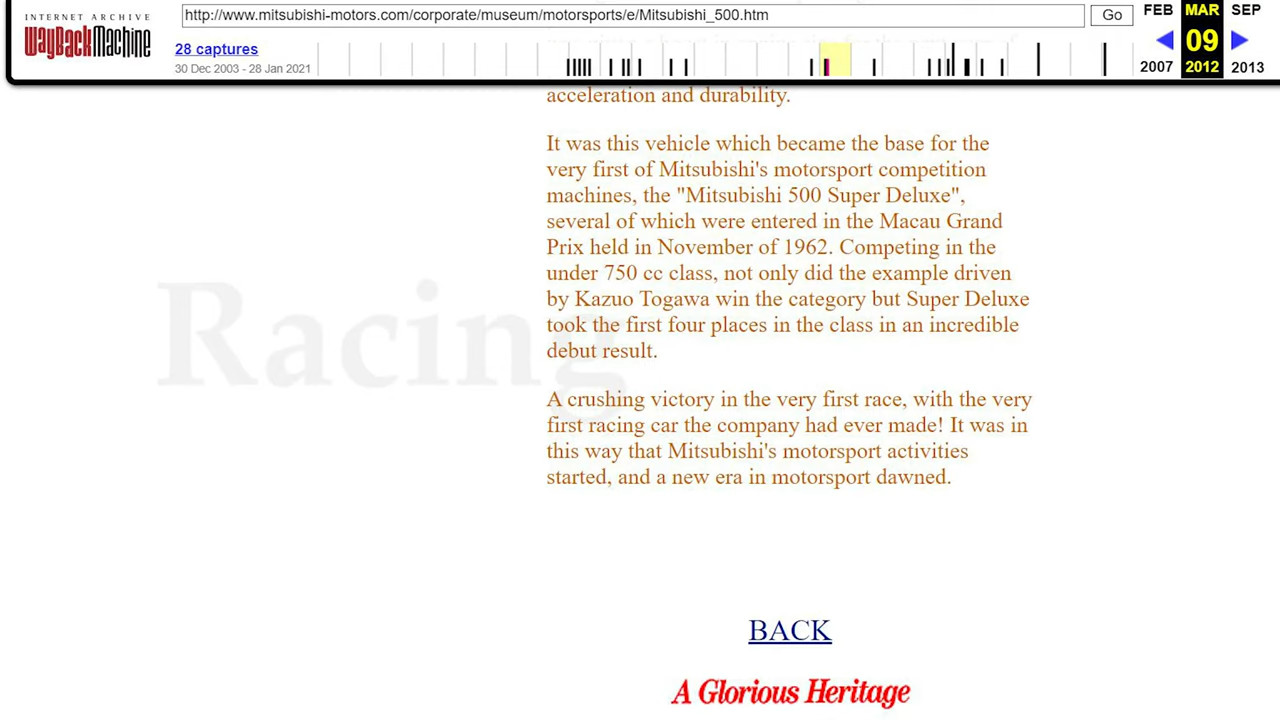 INTERNET ARCHIVE
WayBackMachine
http://www.mitsubishi-motors.com/corporate/museum/motorsports/e/Mitsubishi_500.htm
Go
FEB MAR SEP
28 captures
09
30 Dec 2003 - 28 Jan 2021
2007 2012 2013
acceleration and durability.
It was this vehicle which became the base for the
very first of Mitsubishi's motorsport competition
machines, the "Mitsubishi 500 Super Deluxe",
several of which were entered in the Macau Grand
Prix held in November of 1962. Competing in the
under 750 cc class, not only did the example driven
by Kazuo Togawa win the category but Super Deluxe
took the first four places in the class in an incredible
debut result.
Racing
A crushing victory in the very first race, with the very
first racing car the company had ever made! It was in
this way that Mitsubishi's motorsport activities
started, and a new era in motorsport dawned.
BACK
A Glorious Heritage